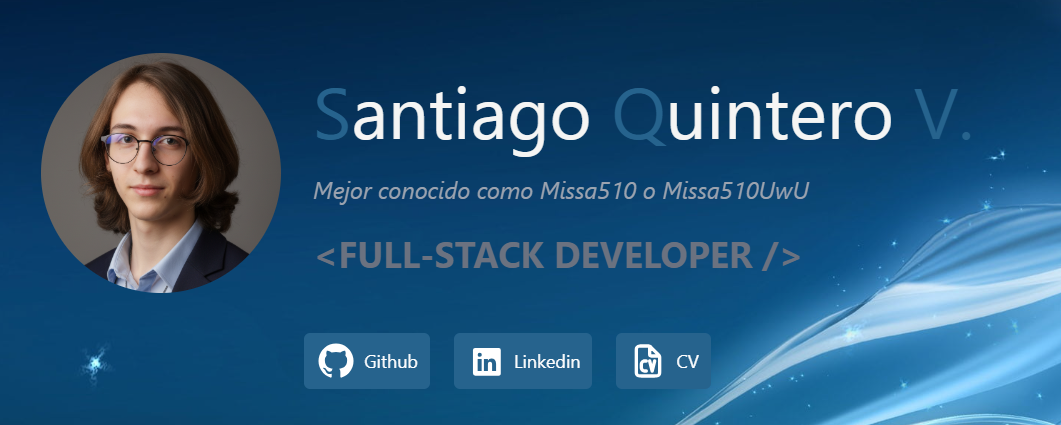 Santiago Quintero V.
Mejor conocido como Missa510 o Missa510UwU
<FULL-STACK DEVELOPER />
Github Linkedin CV